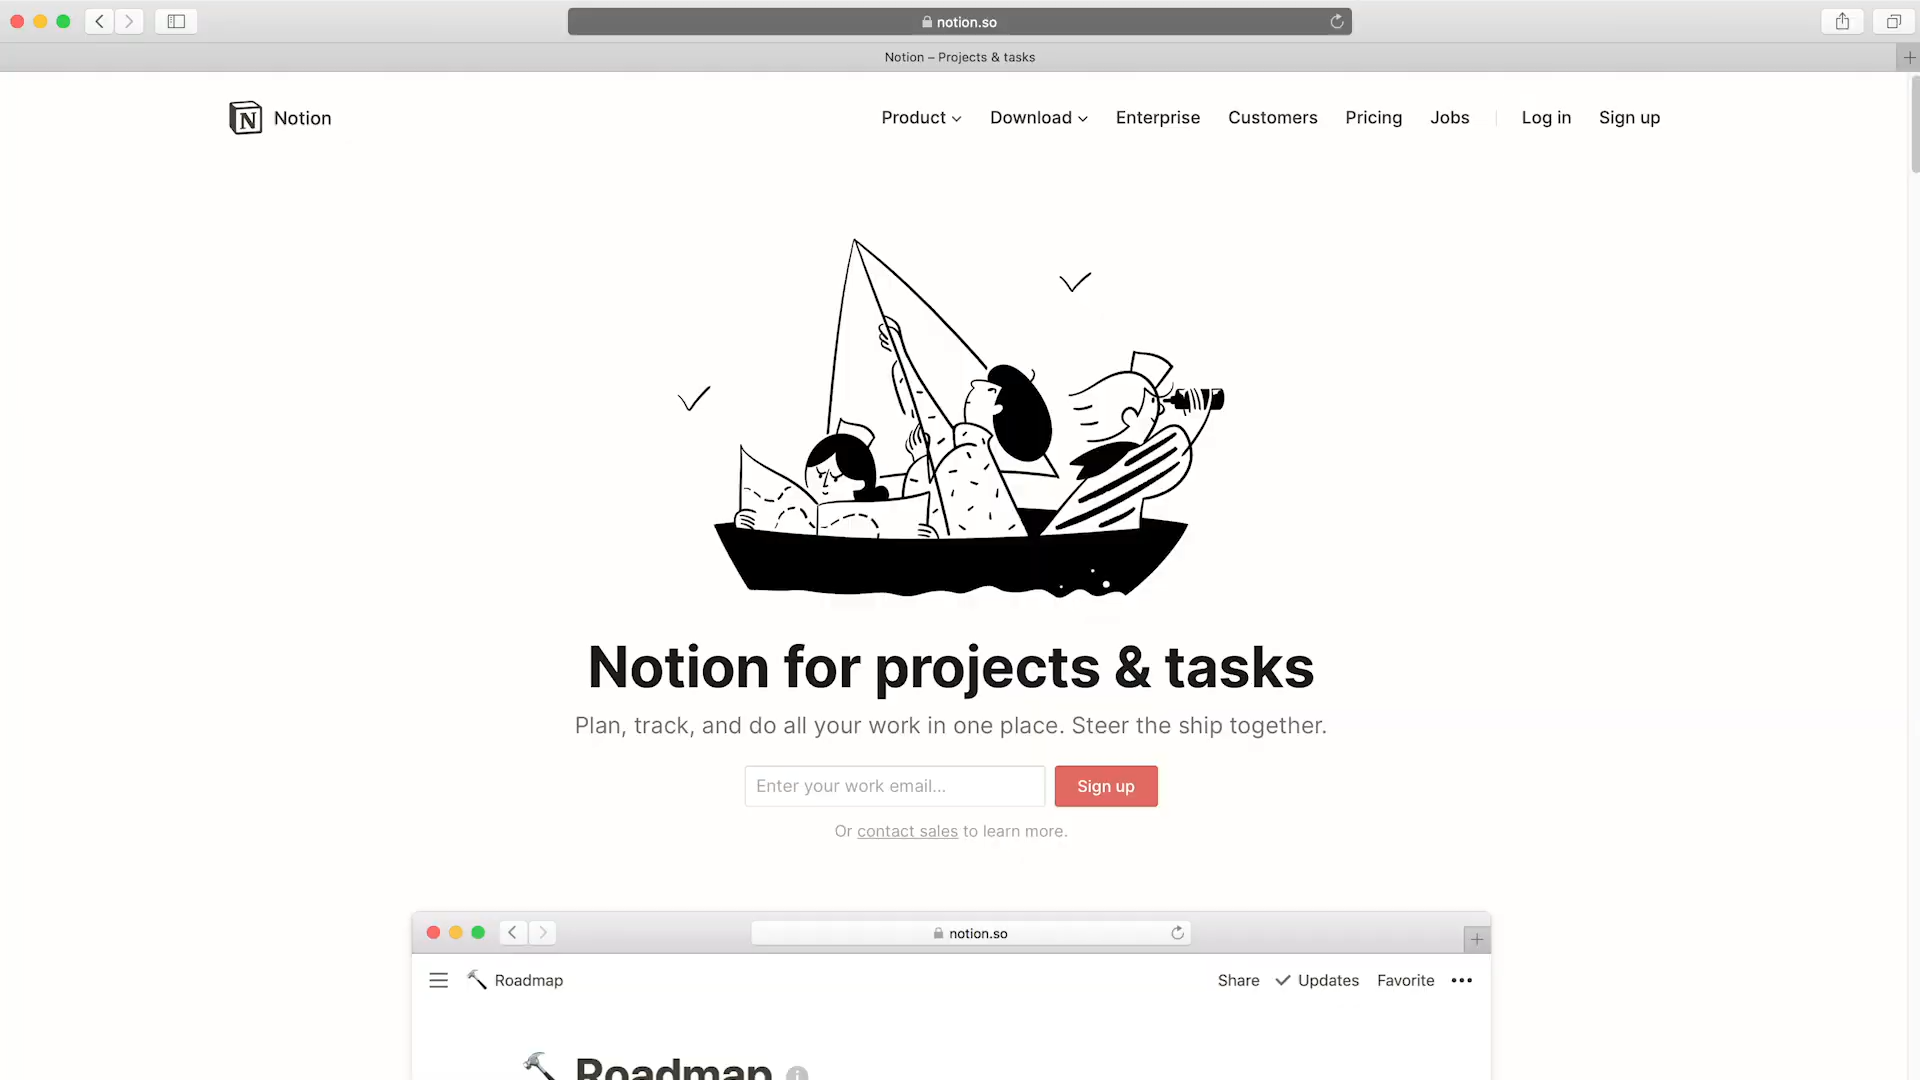 notion.so
Notion – Projects & tasks
Notion
Product
Download
Enterprise
Customers
Pricing
Jobs
Log in
Sign up
Notion for projects & tasks
Plan, track, and do all your work in one place. Steer the ship together.
Enter your work email...
Sign up
Or contact sales to learn more.
notion.so
Roadmap
Share
Updates
Favorite
Roadmap